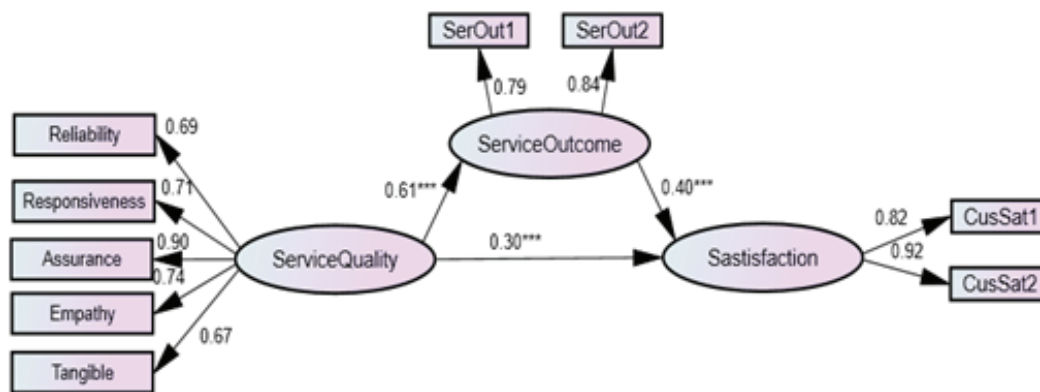 SerOut1
SerOut2
0.79
0.84
Reliability
0.69
ServiceOutcome
Responsiveness
0.71
0.61***
0.40***
CusSat1
0.82
Assurance
0.90
ServiceQuality
0.30***
Sastisfaction
0.92
CusSat2
0.74
Empathy
0.67
Tangible